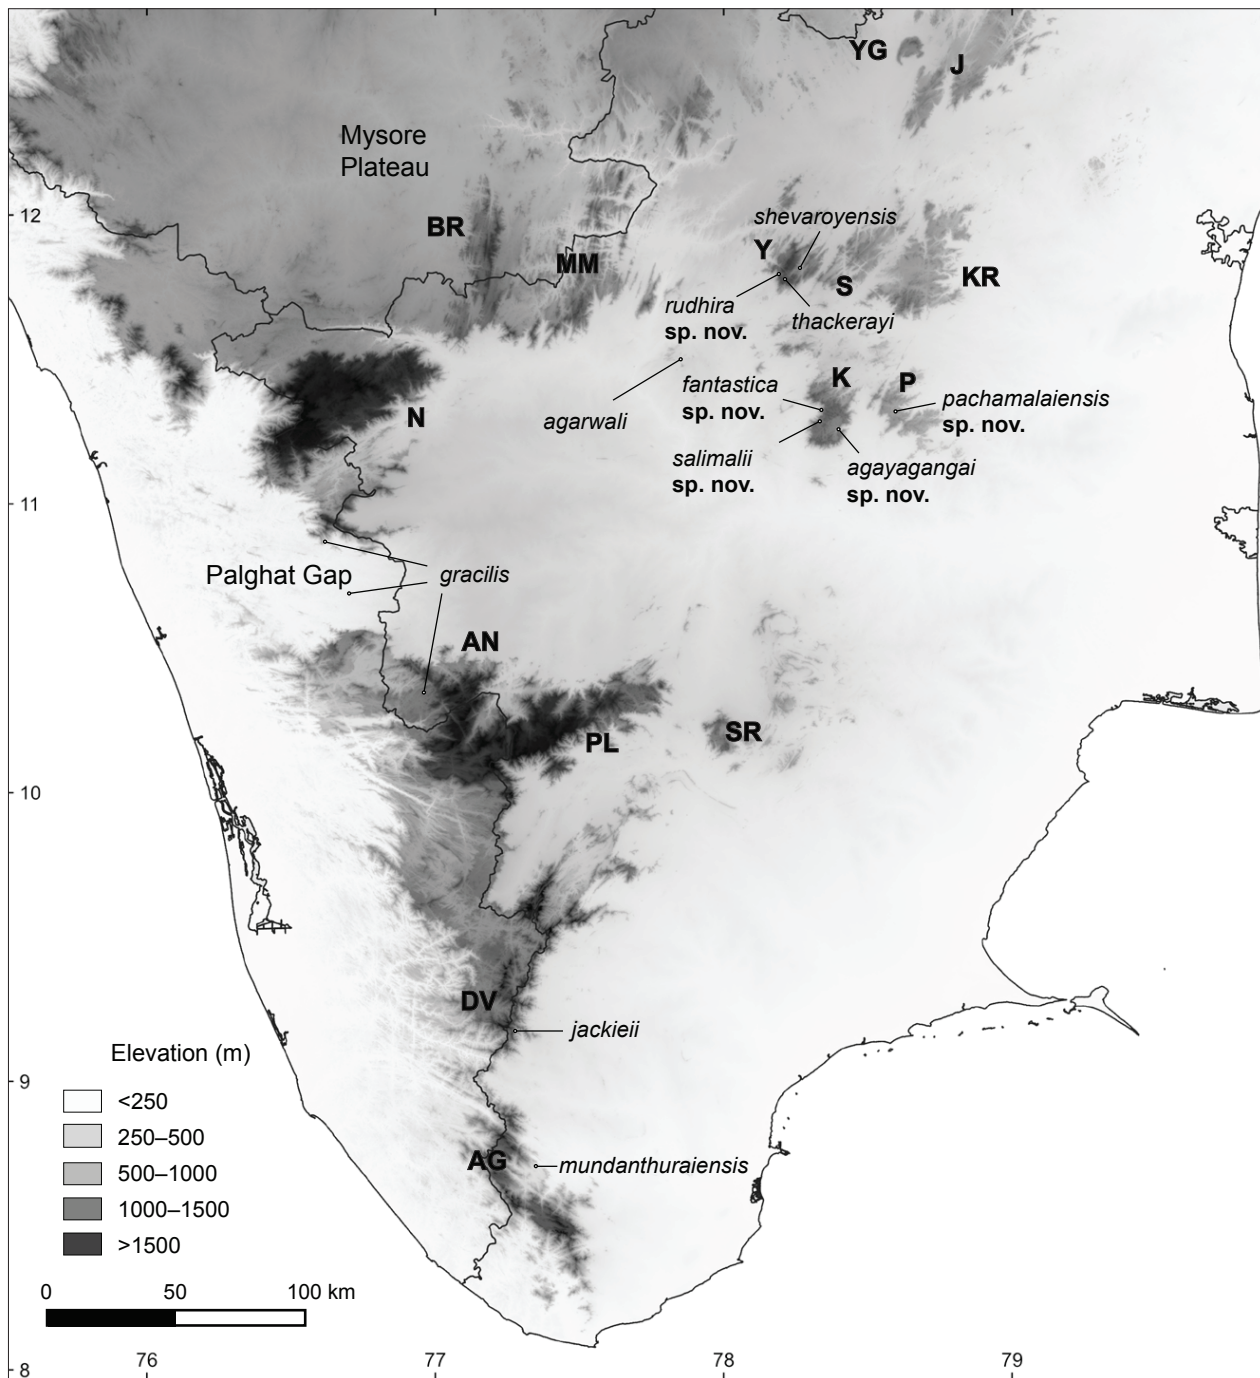 YG
J
Mysore
Plateau
12
BR
shevaroyensis
Y
MM
S
KR
rudhira
sp. nov.
thackerayi
K
P
fantastica
sp. nov.
pachamalaiensis
sp. nov.
N
agarwali
salimalii
sp. nov.
agayagangai
sp. nov.
11
Palghat Gap
gracilis
AN
PL
SR
10
DV
jackieii
Elevation (m)
9
<250
250–500
500–1000
1000–1500
>1500
AG
mundanthuraiensis
0 50 100 km
8
76 77 78 79